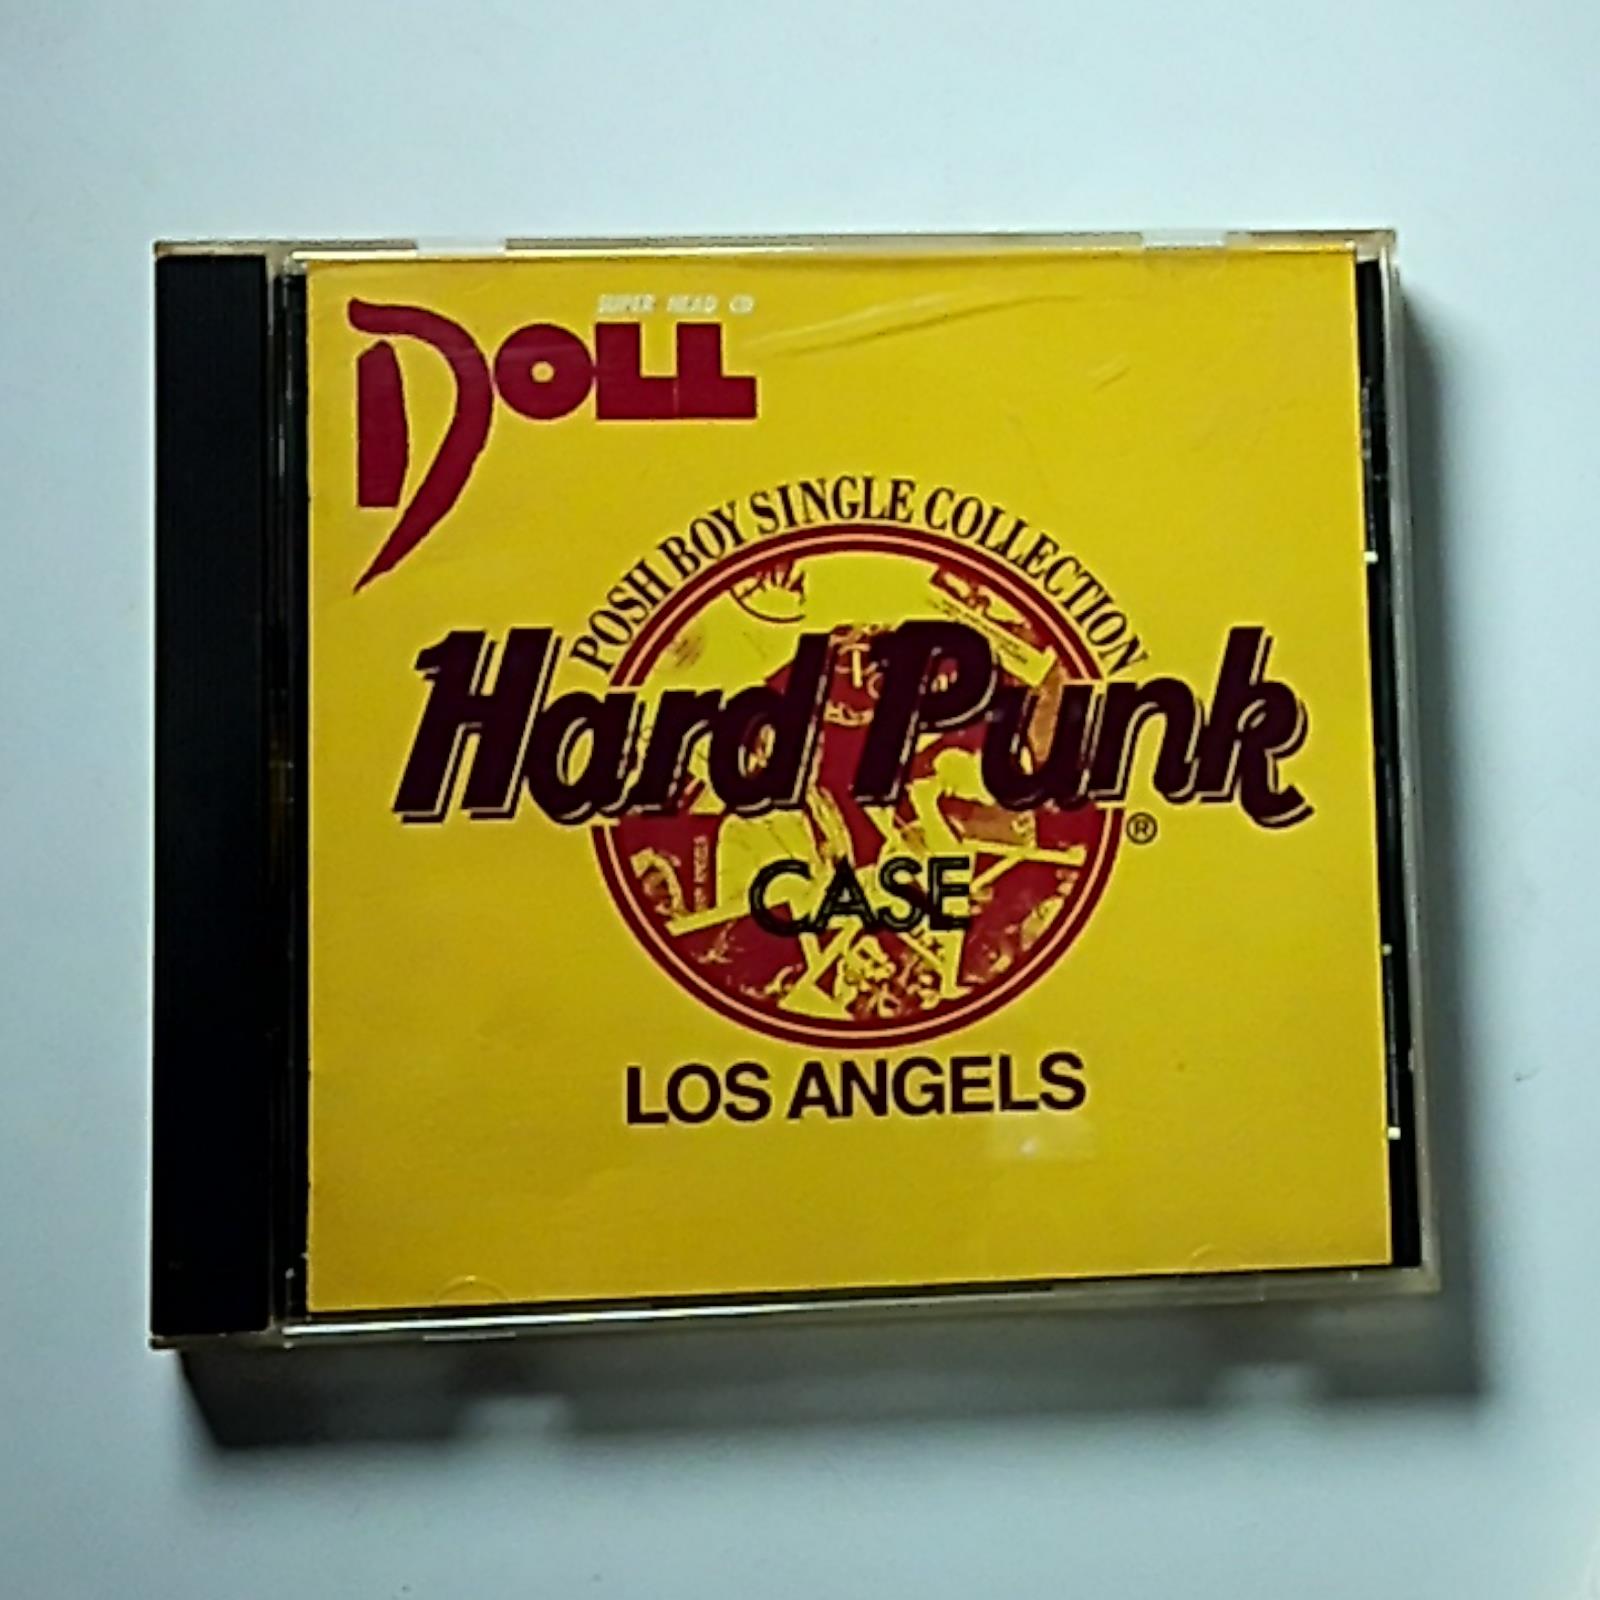 SUPER HEAD CD
DOLL
POSH BOY SINGLE COLLECTION
Hard Punk
®
CASE
LOS ANGELS